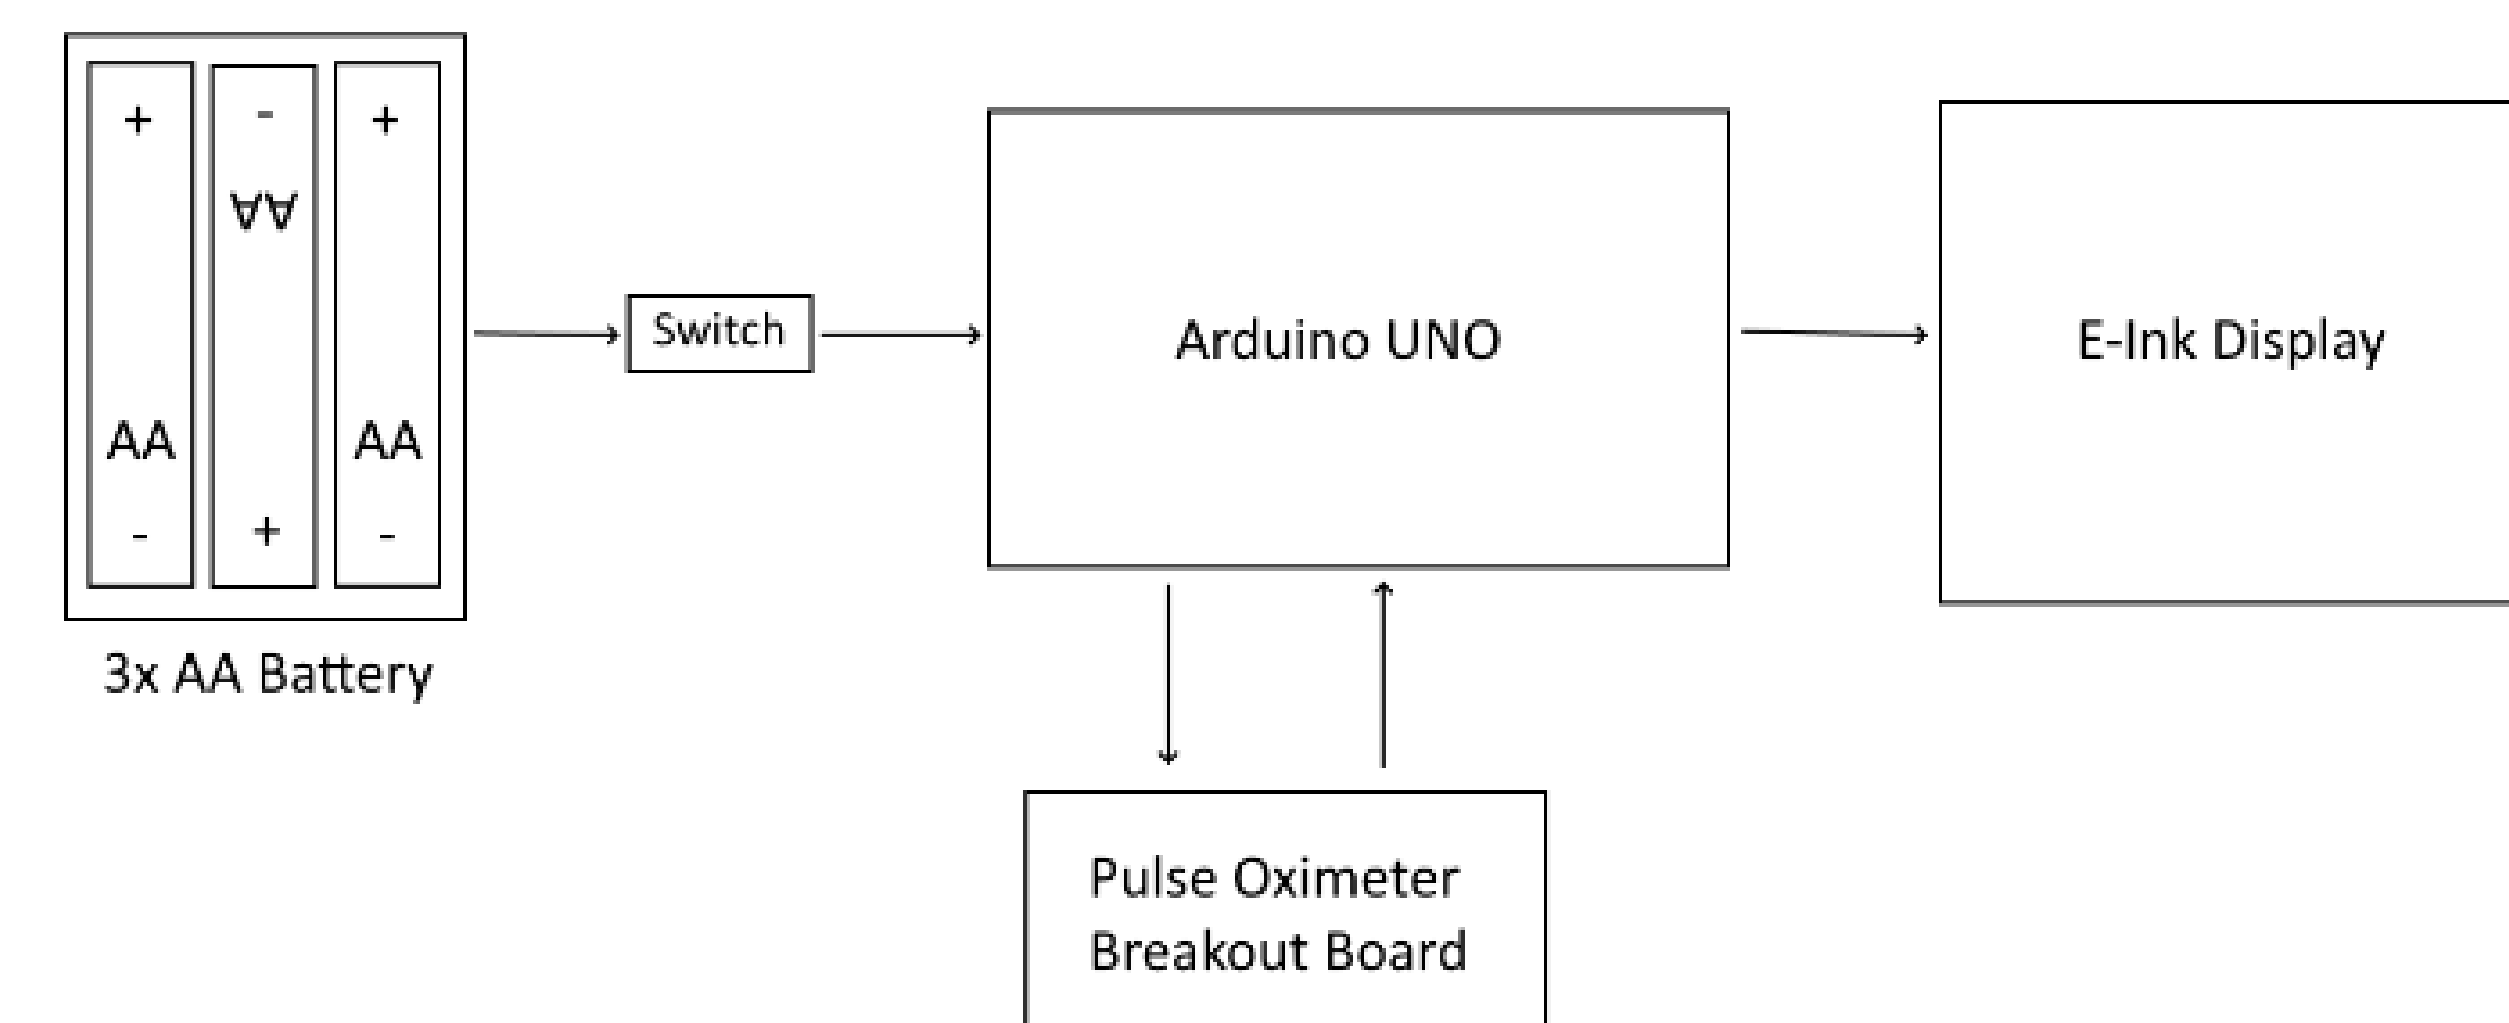 + - +
AA
AA AA
- + -
3x AA Battery
Switch
Arduino UNO
E-Ink Display
Pulse Oximeter
Breakout Board